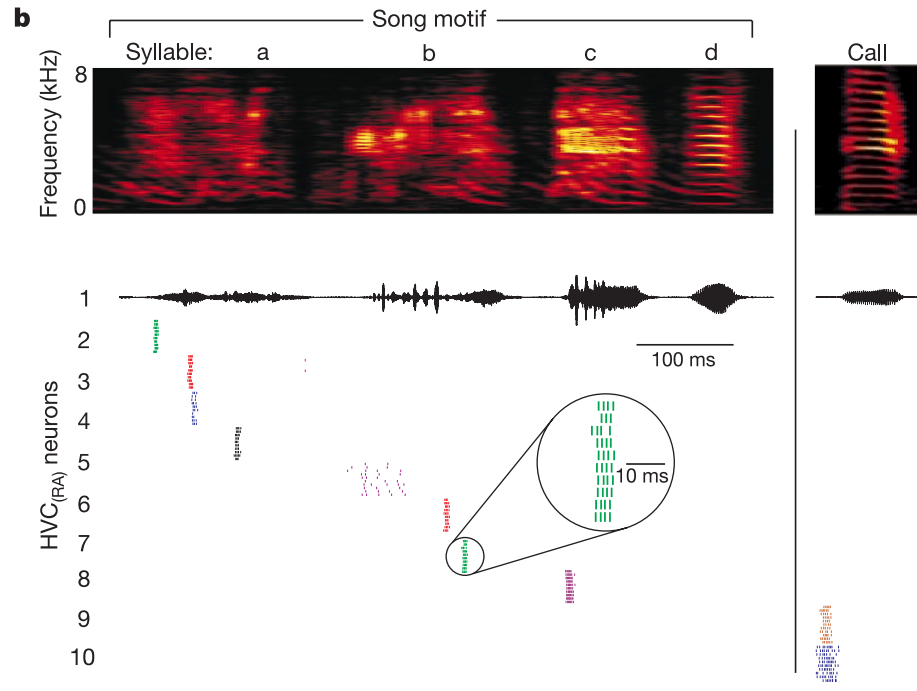 b
Song motif
Syllable: a b c d Call
8
Frequency (kHz)
0
1
2
100 ms
3
HVC(RA) neurons
4
5
10 ms
6
7
8
9
10